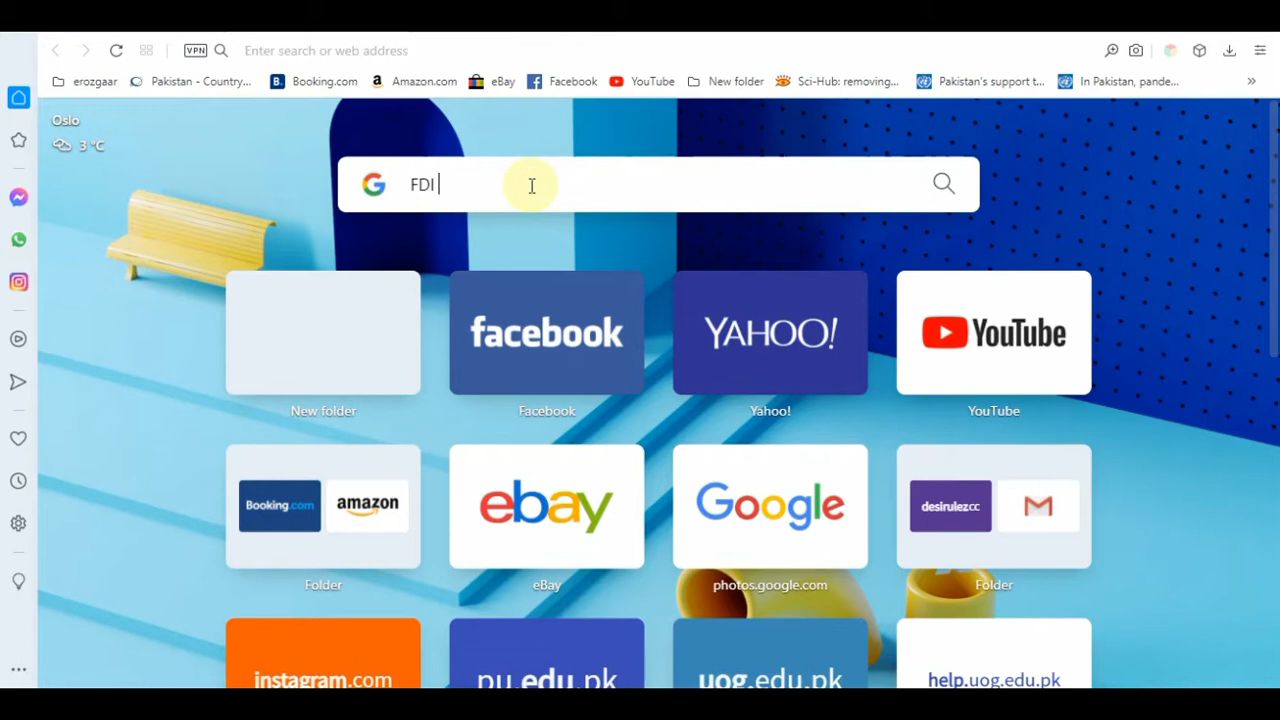 VPN Enter search or web address
erozgaar Pakistan - Country... Booking.com Amazon.com eBay Facebook YouTube New folder Sci-Hub: removing... Pakistan's support t... In Pakistan, pande... »
Oslo
3 °C
FDI
facebook YAHOO! YouTube
New folder Facebook Yahoo! YouTube
Booking.com amazon ebay Google desirulezcc
Folder eBay photos.google.com Folder
instagram.com pu.edu.pk uog.edu.pk help.uog.edu.pk